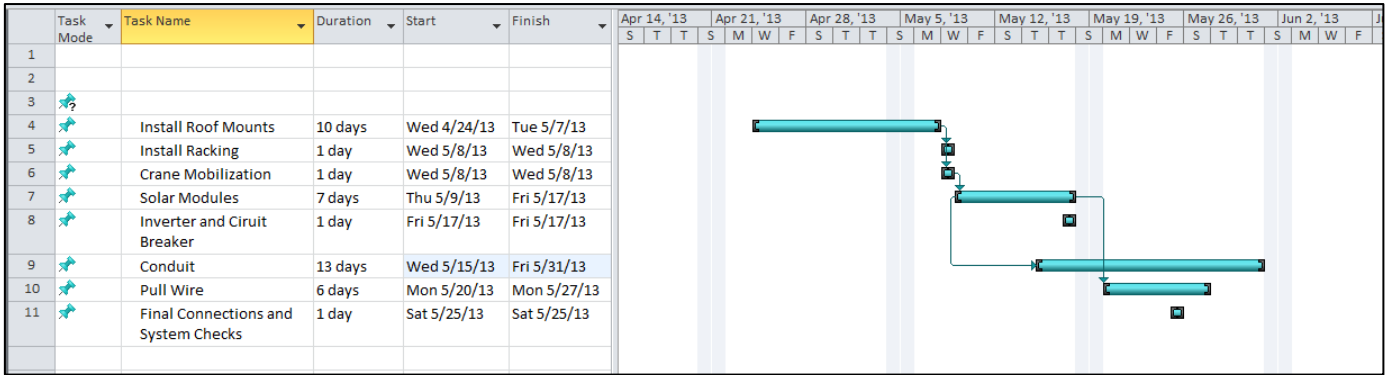 Task Mode Task Name Duration Start Finish Apr 14, '13 Apr 21, '13 Apr 28, '13 May 5, '13 May 12, '13 May 19, '13 May 26, '13 Jun 2, '13
S T T S M W F S T T S M W F S T T S M W F S T T S M W F
1
2
3 ?
4 Install Roof Mounts 10 days Wed 4/24/13 Tue 5/7/13
5 Install Racking 1 day Wed 5/8/13 Wed 5/8/13
6 Crane Mobilization 1 day Wed 5/8/13 Wed 5/8/13
7 Solar Modules 7 days Thu 5/9/13 Fri 5/17/13
8 Inverter and Ciruit 1 day Fri 5/17/13 Fri 5/17/13
Breaker
9 Conduit 13 days Wed 5/15/13 Fri 5/31/13
10 Pull Wire 6 days Mon 5/20/13 Mon 5/27/13
11 Final Connections and 1 day Sat 5/25/13 Sat 5/25/13
System Checks